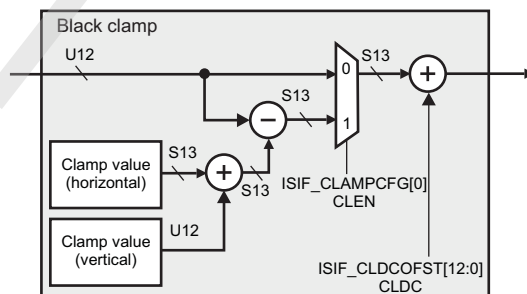 Black clamp
U12
S13
0
S13
1
Clamp value
(horizontal)
S13
S13
Clamp value
(vertical)
U12
ISIF_CLAMPCFG[0]
CLEN
ISIF_CLDCOFST[12:0]
CLDC